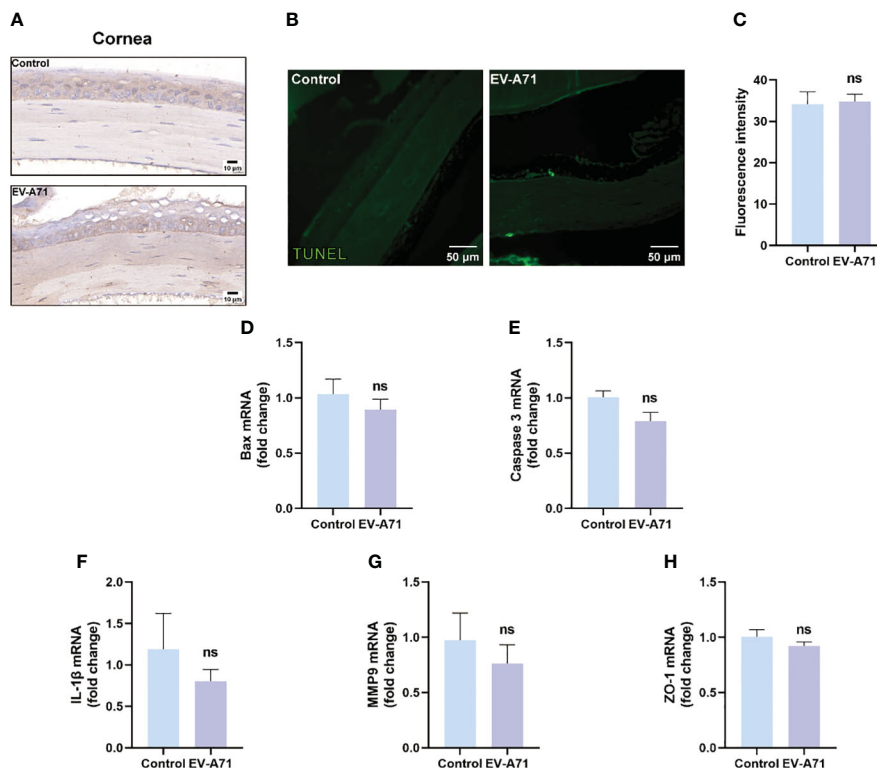 A
Cornea
Control
10 µm
EV-A71
10 µm
B
Control
TUNEL
50 µm
EV-A71
50 µm
C
Fluorescence intensity
40
30
20
10
0
ns
Control EV-A71
D
Bax mRNA
(fold change)
1.5
1.0
0.5
0.0
ns
Control EV-A71
E
Caspase 3 mRNA
(fold change)
1.5
1.0
0.5
0.0
ns
Control EV-A71
F
IL-1β mRNA
(fold change)
2.0
1.5
1.0
0.5
0.0
ns
Control EV-A71
G
MMP9 mRNA
(fold change)
1.5
1.0
0.5
0.0
ns
Control EV-A71
H
ZO-1 mRNA
(fold change)
1.5
1.0
0.5
0.0
ns
Control EV-A71